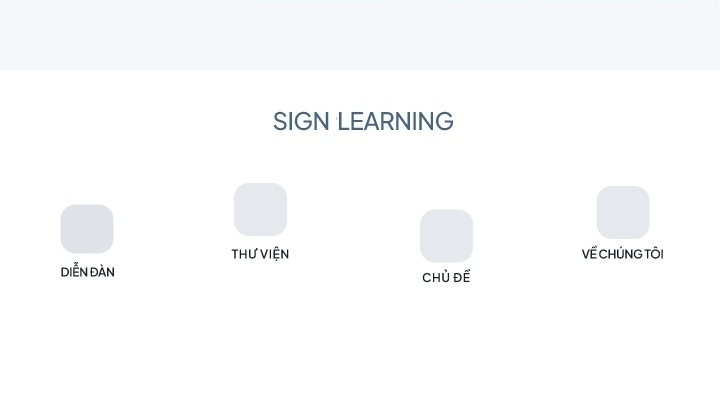 SIGN LEARNING
DIỄN ĐÀN
THƯ VIỆN
CHỦ ĐỀ
VỀ CHÚNG TÔI